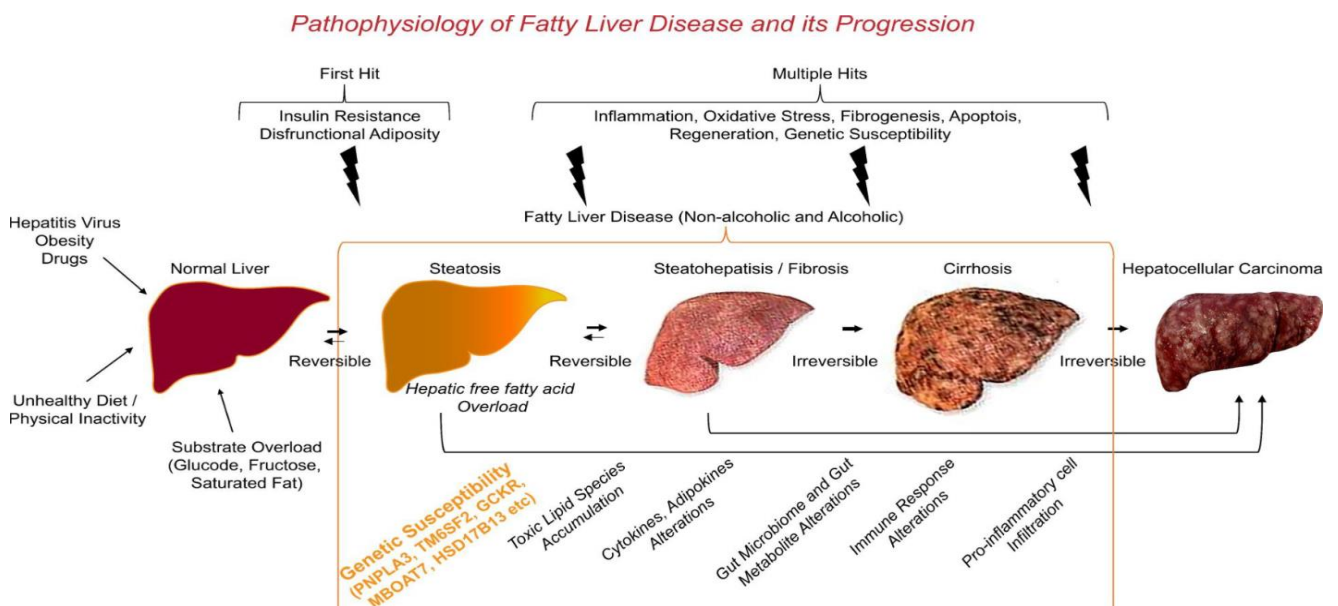 Pathophysiology of Fatty Liver Disease and its Progression
First Hit
Insulin Resistance
Disfrunctional Adiposity
Multiple Hits
Inflammation, Oxidative Stress, Fibrogenesis, Apoptois,
Regeneration, Genetic Susceptibility
Fatty Liver Disease (Non-alcoholic and Alcoholic)
Hepatitis Virus
Obesity
Drugs
Normal Liver
Steatosis
Steatohepatisis / Fibrosis
Cirrhosis
Hepatocellular Carcinoma
Reversible
Reversible
Irreversible
Irreversible
Hepatic free fatty acid
Overload
Unhealthy Diet /
Physical Inactivity
Substrate Overload
(Glucode, Fructose,
Saturated Fat)
Genetic Susceptibility
(PNPLA3, TM6SF2, GCKR,
MBOAT7, HSD17B13 etc)
Toxic Lipid Species
Accumulation
Cytokines, Adipokines
Alterations
Gut Microbiome and Gut
Metabolite Alterations
Immune Response
Alterations
Pro-inflammatory cell
Infiltration